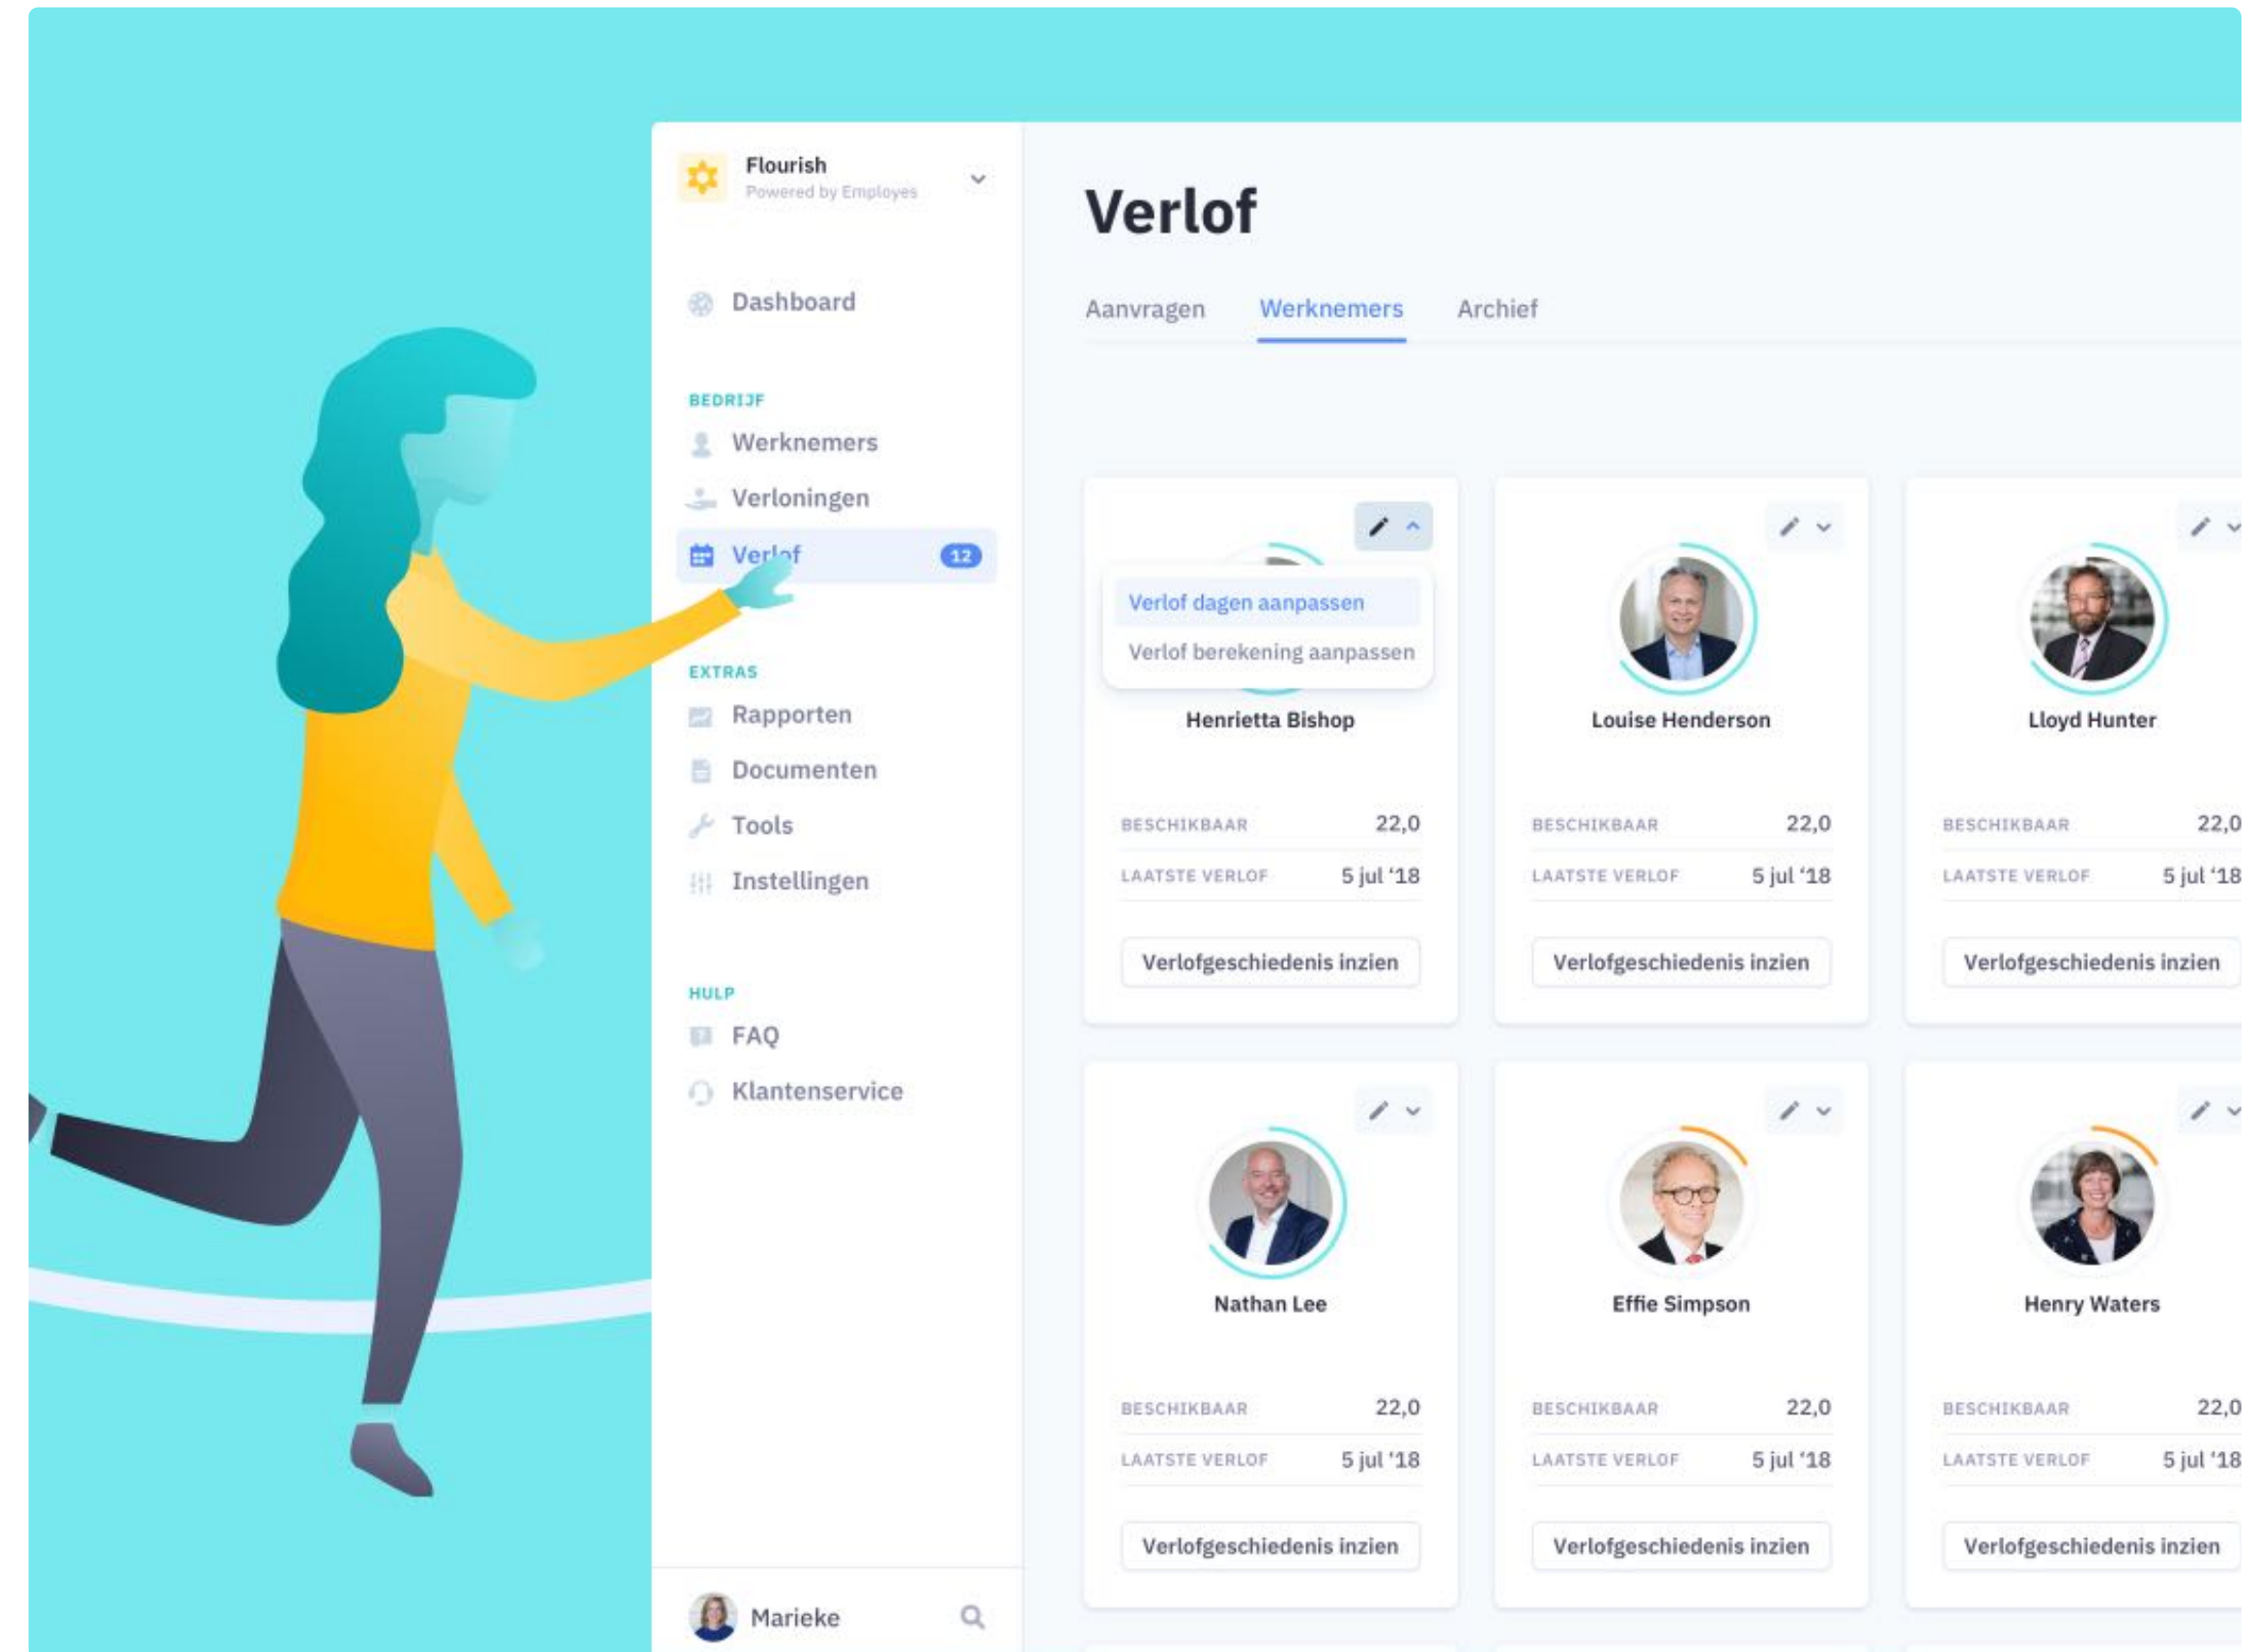 Flourish
Powered by Employes
Dashboard
BEDRIJF
Werknemers
Verloningen
Verlof 12
EXTRAS
Rapporten
Documenten
Tools
Instellingen
HULP
FAQ
Klantenservice
Marieke
Verlof
Aanvragen Werknemers Archief
Verlof dagen aanpassen
Verlof berekening aanpassen
Henrietta Bishop
BESCHIKBAAR 22,0
LAATSTE VERLOF 5 jul ‘18
Verlofgeschiedenis inzien
Louise Henderson
BESCHIKBAAR 22,0
LAATSTE VERLOF 5 jul ‘18
Verlofgeschiedenis inzien
Lloyd Hunter
BESCHIKBAAR 22,0
LAATSTE VERLOF 5 jul ‘18
Verlofgeschiedenis inzien
Nathan Lee
BESCHIKBAAR 22,0
LAATSTE VERLOF 5 jul ‘18
Verlofgeschiedenis inzien
Effie Simpson
BESCHIKBAAR 22,0
LAATSTE VERLOF 5 jul ‘18
Verlofgeschiedenis inzien
Henry Waters
BESCHIKBAAR 22,0
LAATSTE VERLOF 5 jul ‘18
Verlofgeschiedenis inzien